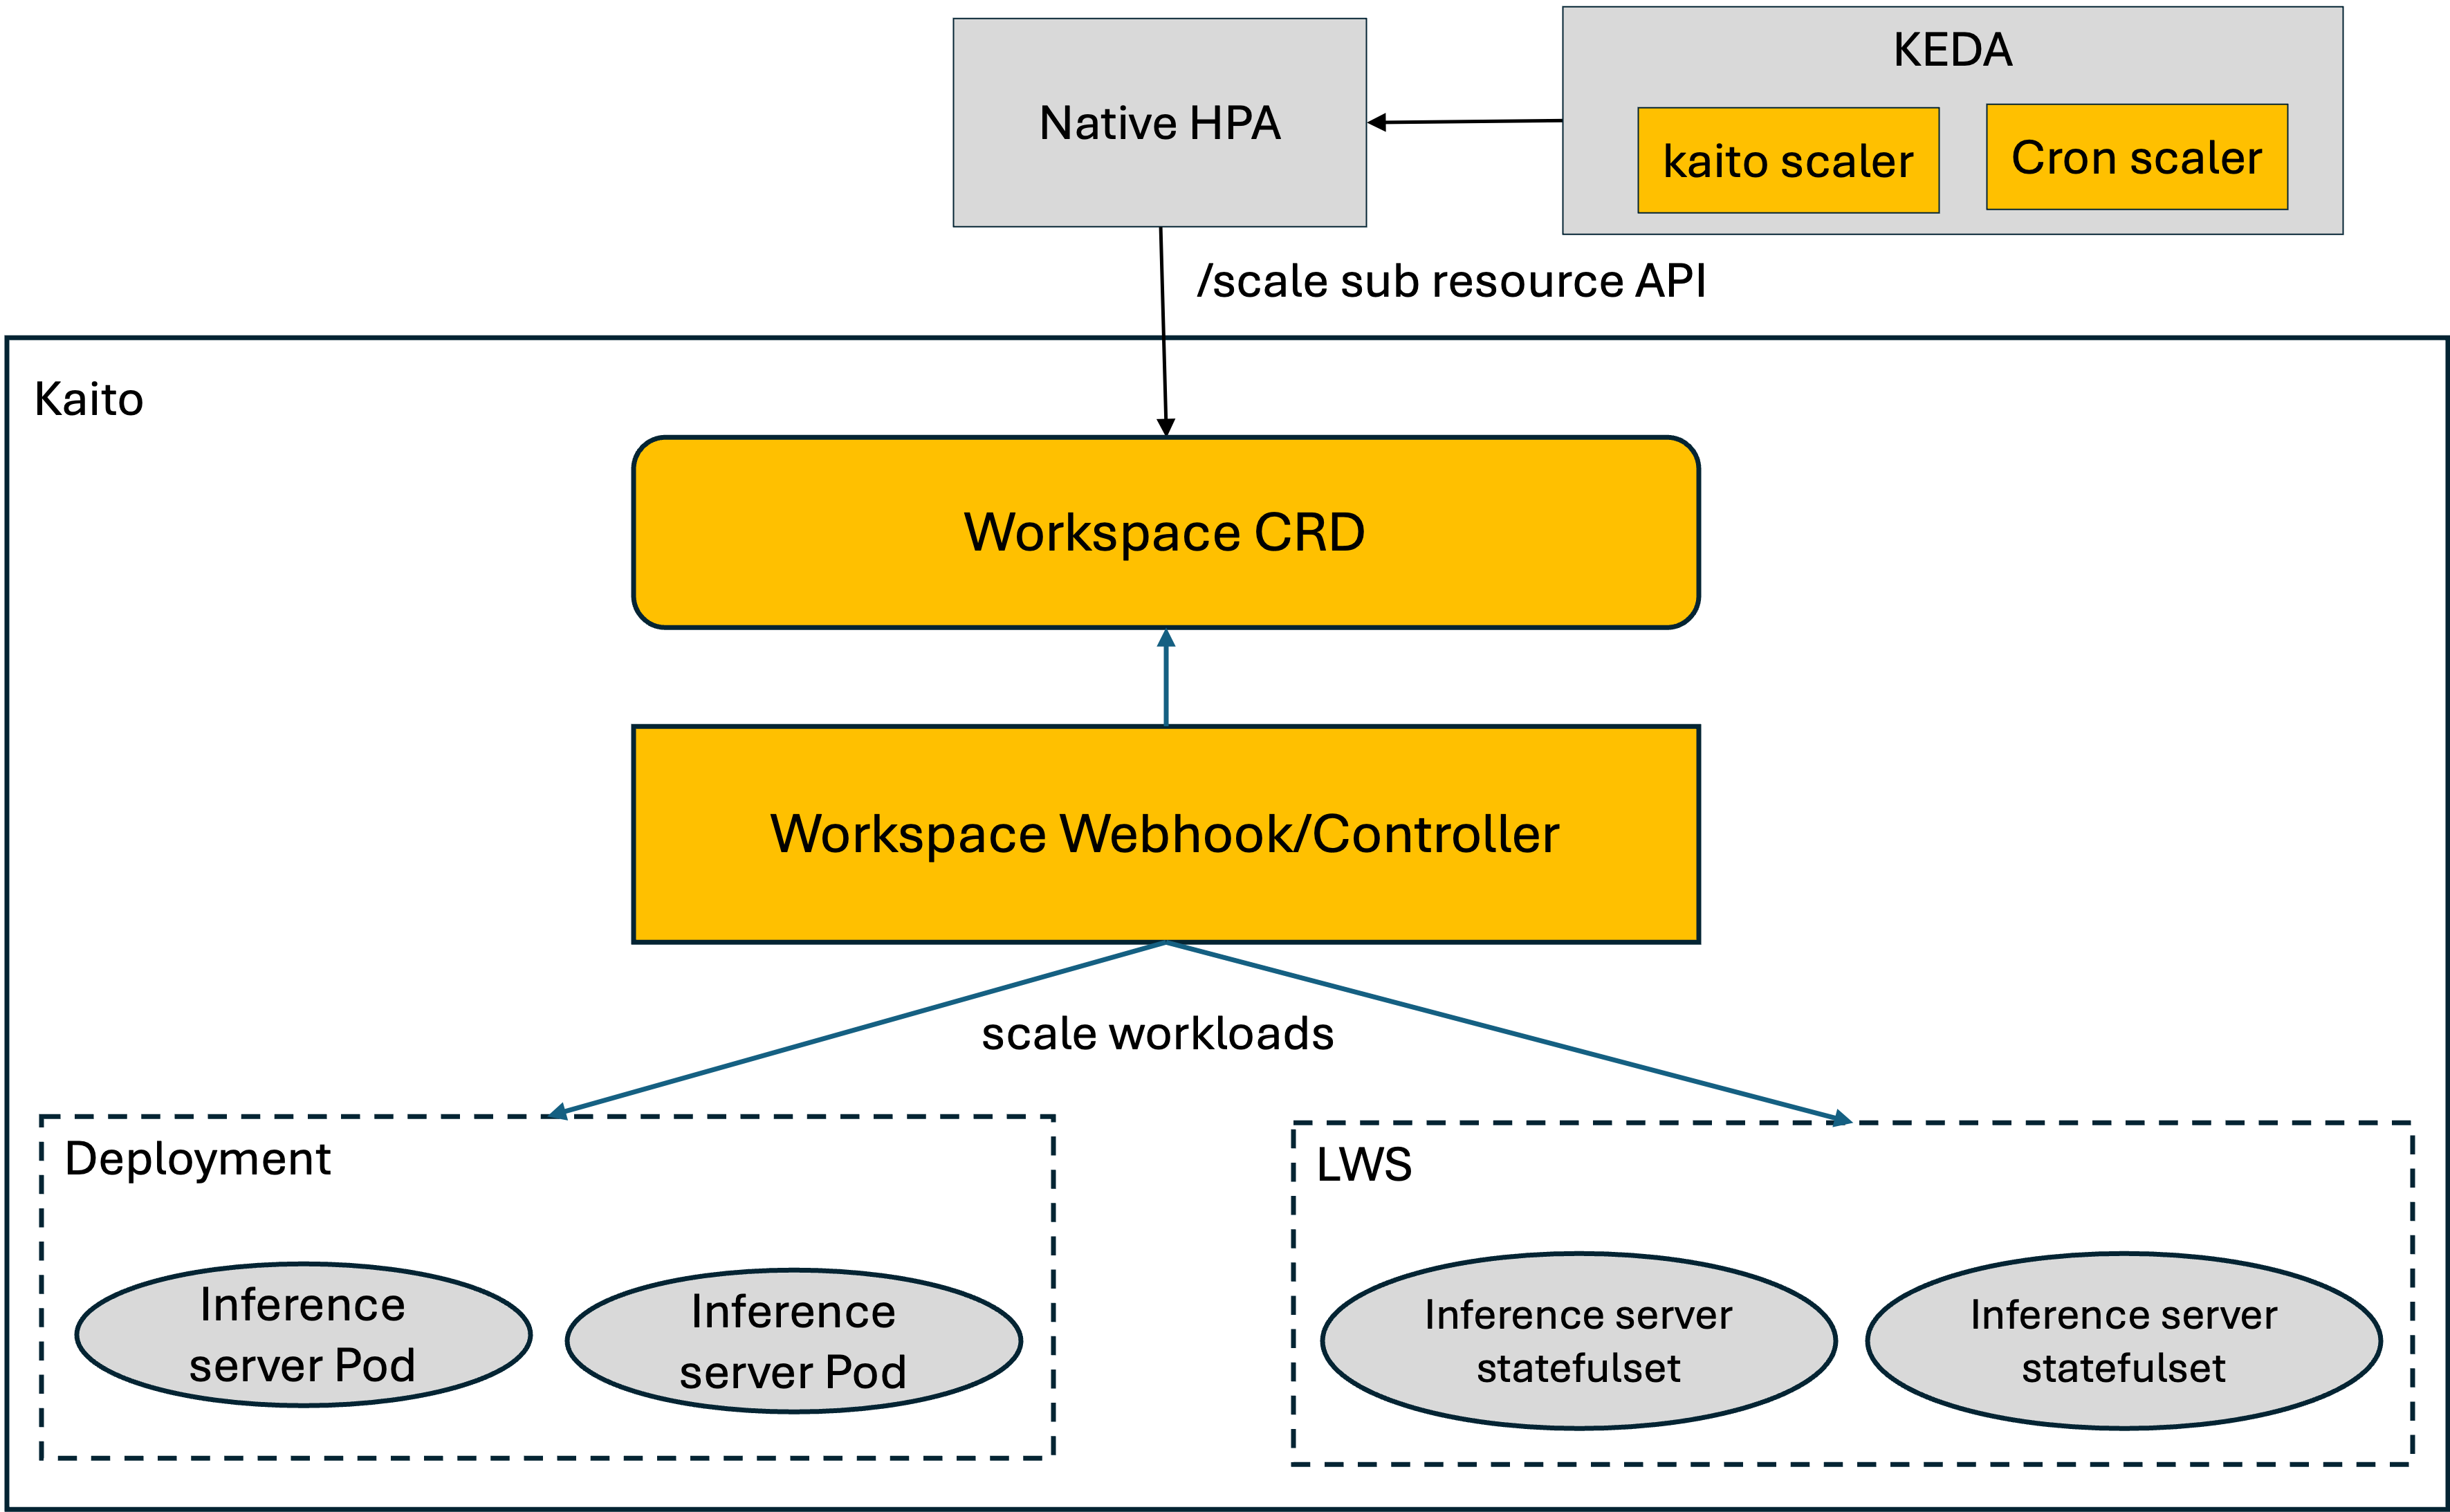 Native HPA
KEDA
kaito scaler
Cron scaler
/scale sub resource API
Kaito
Workspace CRD
Workspace Webhook/Controller
scale workloads
Deployment
Inference
server Pod
Inference
server Pod
LWS
Inference server
statefulset
Inference server
statefulset